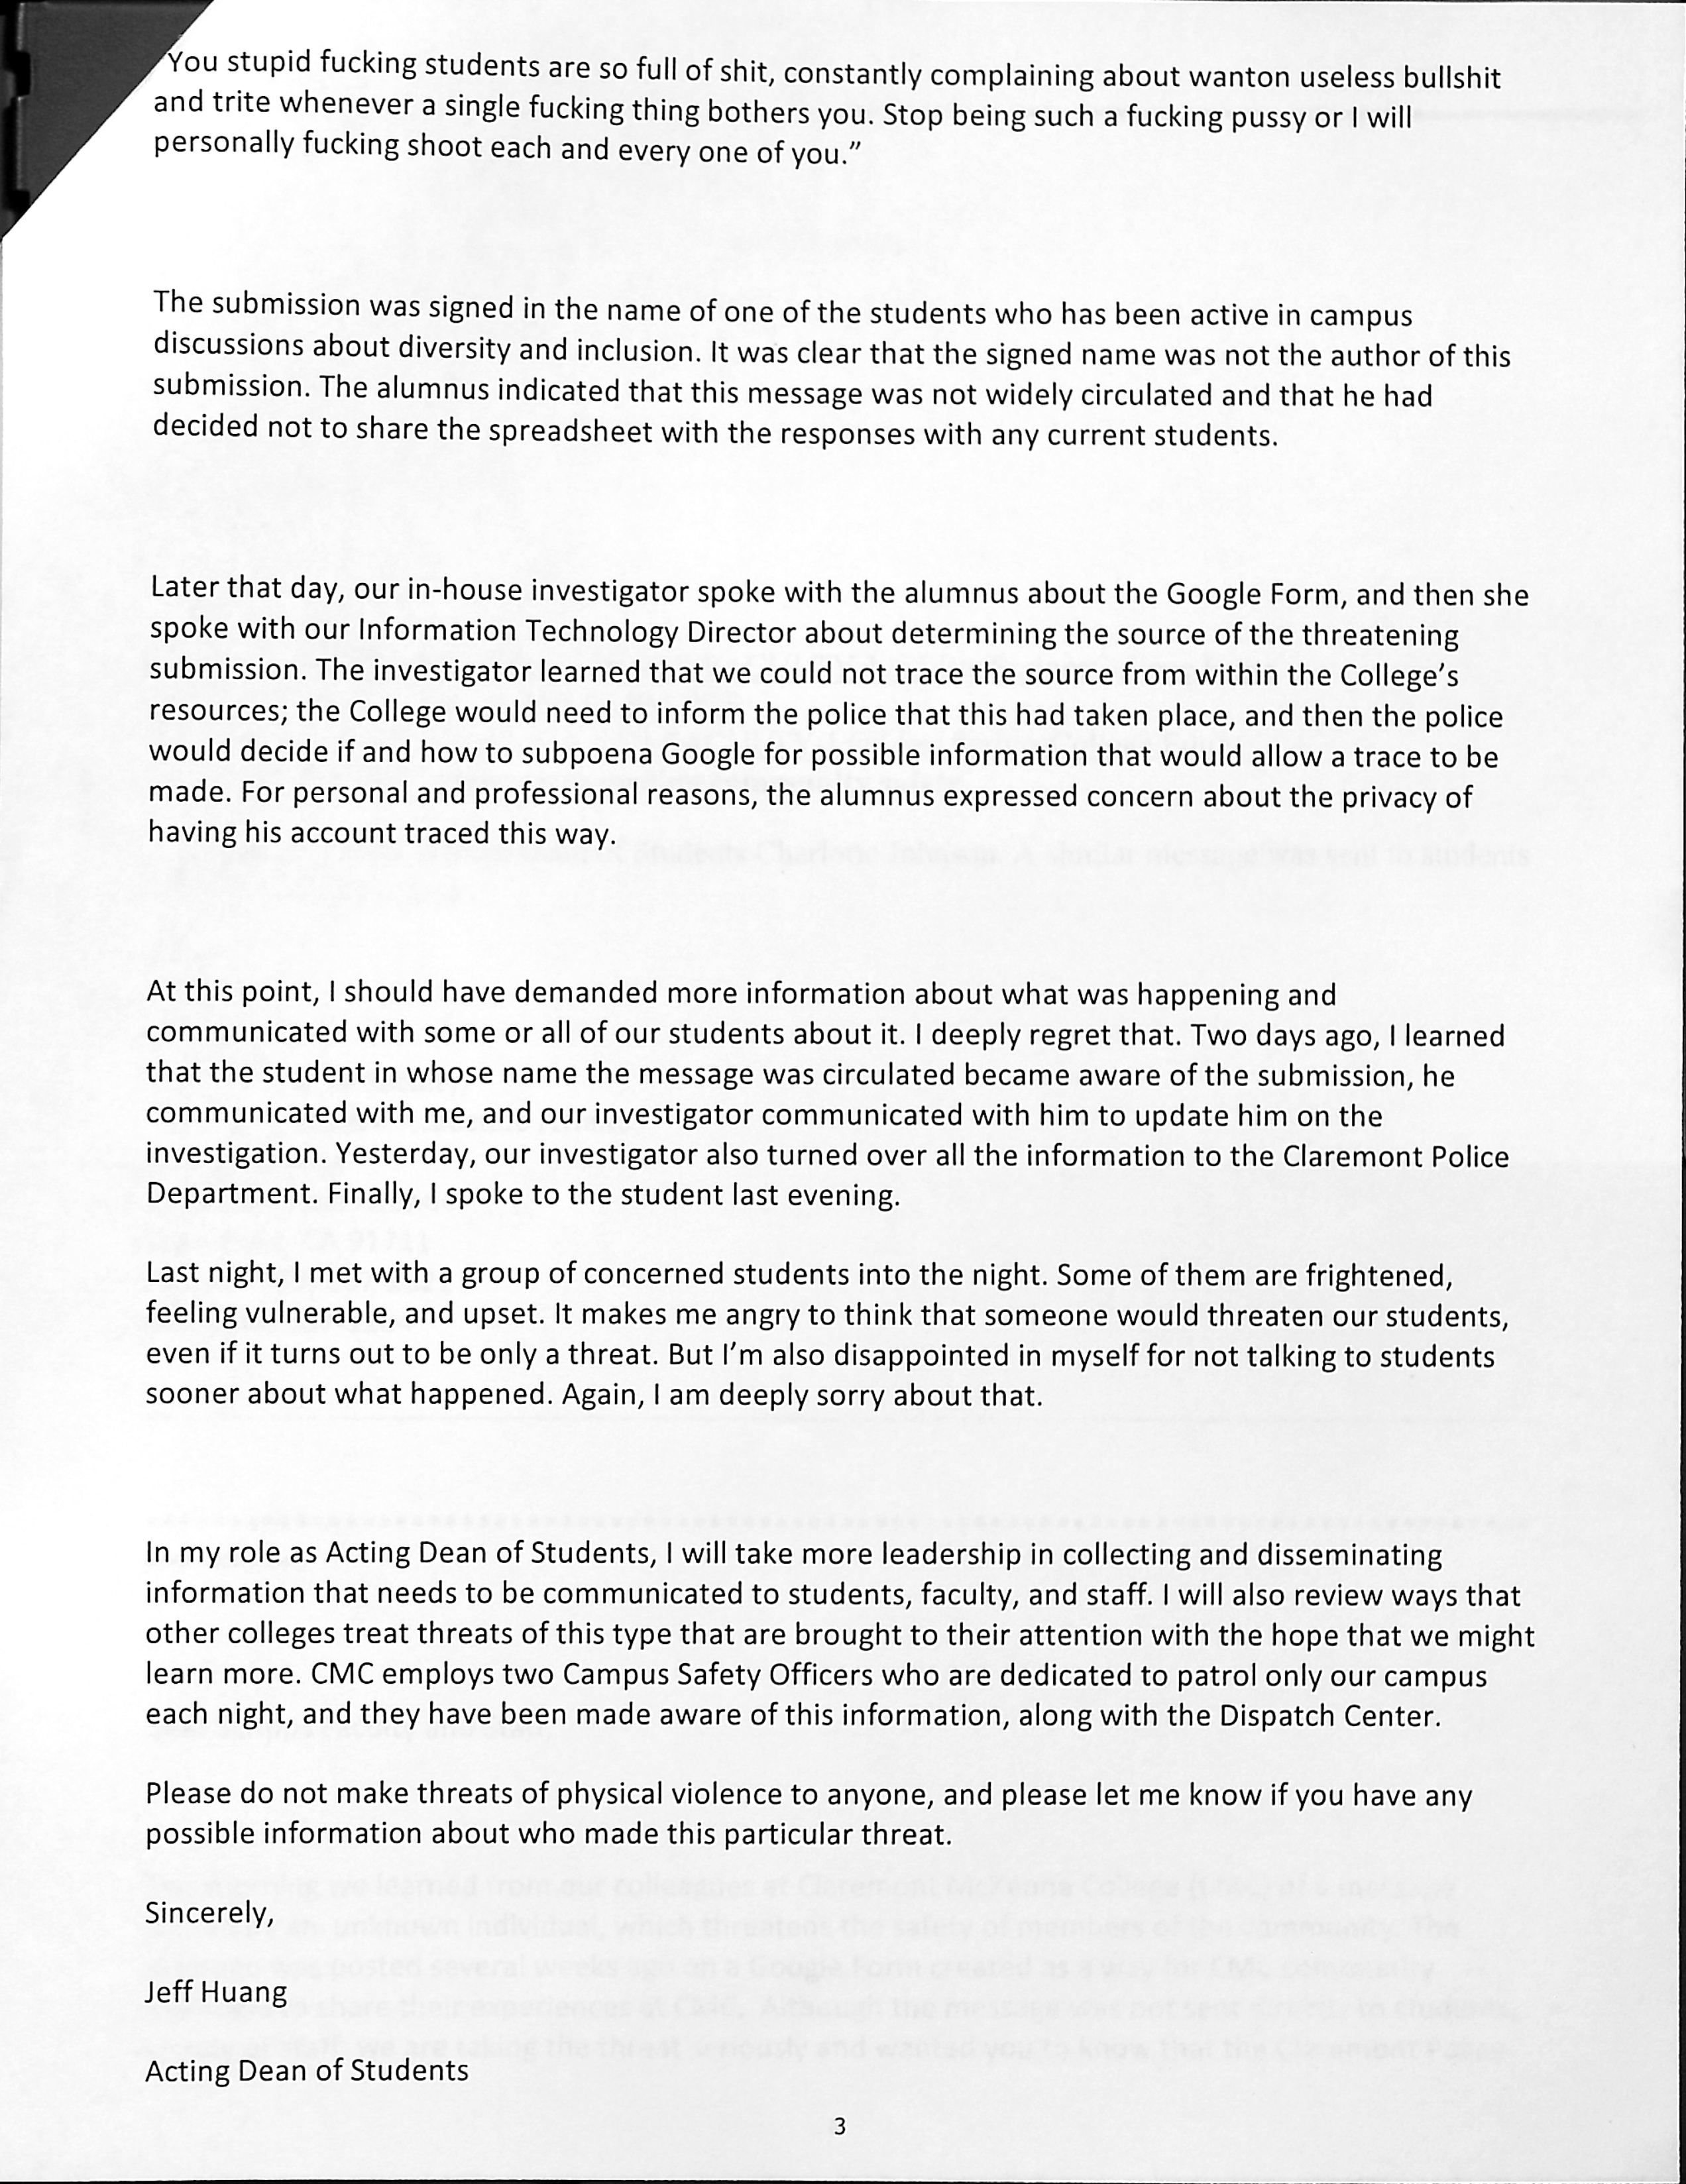 "You stupid fucking students are so full of shit, constantly complaining about wanton useless bullshit
and trite whenever a single fucking thing bothers you. Stop being such a fucking pussy or I will
personally fucking shoot each and every one of you.”
The submission was signed in the name of one of the students who has been active in campus
discussions about diversity and inclusion. It was clear that the signed name was not the author of this
submission. The alumnus indicated that this message was not widely circulated and that he had
decided not to share the spreadsheet with the responses with any current students.
Later that day, our in-house investigator spoke with the alumnus about the Google Form, and then she
spoke with our Information Technology Director about determining the source of the threatening
submission. The investigator learned that we could not trace the source from within the College’s
resources; the College would need to inform the police that this had taken place, and then the police
would decide if and how to subpoena Google for possible information that would allow a trace to be
made. For personal and professional reasons, the alumnus expressed concern about the privacy of
having his account traced this way.
At this point, I should have demanded more information about what was happening and
communicated with some or all of our students about it. I deeply regret that. Two days ago, I learned
that the student in whose name the message was circulated became aware of the submission, he
communicated with me, and our investigator communicated with him to update him on the
investigation. Yesterday, our investigator also turned over all the information to the Claremont Police
Department. Finally, I spoke to the student last evening.
Last night, I met with a group of concerned students into the night. Some of them are frightened,
feeling vulnerable, and upset. It makes me angry to think that someone would threaten our students,
even if it turns out to be only a threat. But I’m also disappointed in myself for not talking to students
sooner about what happened. Again, I am deeply sorry about that.
In my role as Acting Dean of Students, I will take more leadership in collecting and disseminating
information that needs to be communicated to students, faculty, and staff. I will also review ways that
other colleges treat threats of this type that are brought to their attention with the hope that we might
learn more. CMC employs two Campus Safety Officers who are dedicated to patrol only our campus
each night, and they have been made aware of this information, along with the Dispatch Center.
Please do not make threats of physical violence to anyone, and please let me know if you have any
possible information about who made this particular threat.
Sincerely,
Jeff Huang
Acting Dean of Students
3